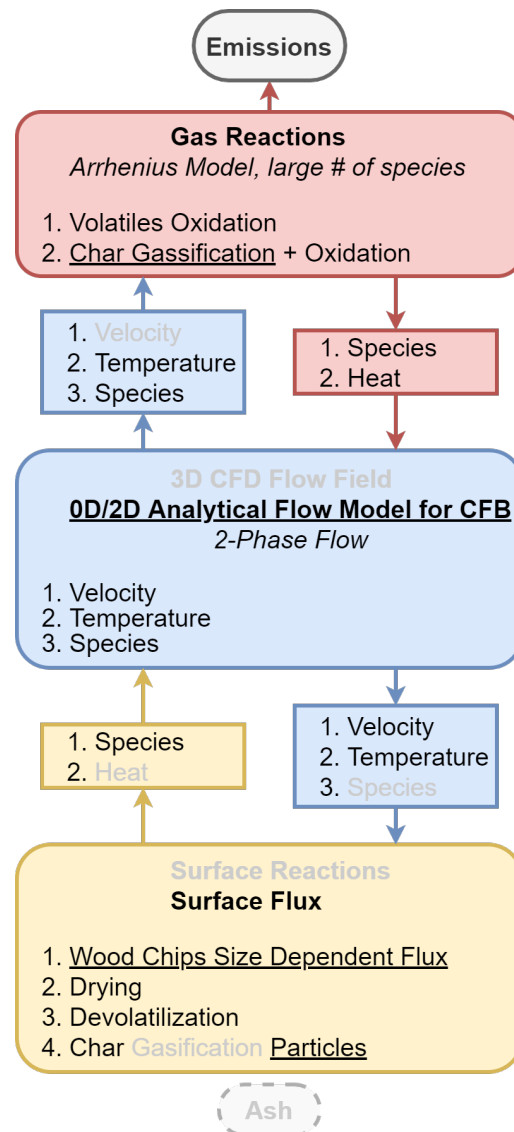 Emissions
Gas Reactions
Arrhenius Model, large # of species
1. Volatiles Oxidation
2. Char Gassification + Oxidation
1. Velocity
2. Temperature
3. Species
1. Species
2. Heat
3D CFD Flow Field
0D/2D Analytical Flow Model for CFB
2-Phase Flow
1. Velocity
2. Temperature
3. Species
1. Species
2. Heat
1. Velocity
2. Temperature
3. Species
Surface Reactions
Surface Flux
1. Wood Chips Size Dependent Flux
2. Drying
3. Devolatilization
4. Char Gasification Particles
Ash